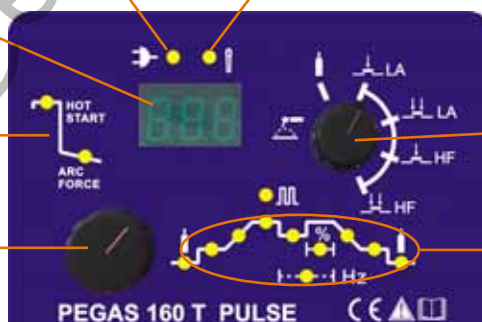 HOT
START
ARC
FORCE
LA
LA
HF
HF
%
Hz
PEGAS 160 T PULSE CE